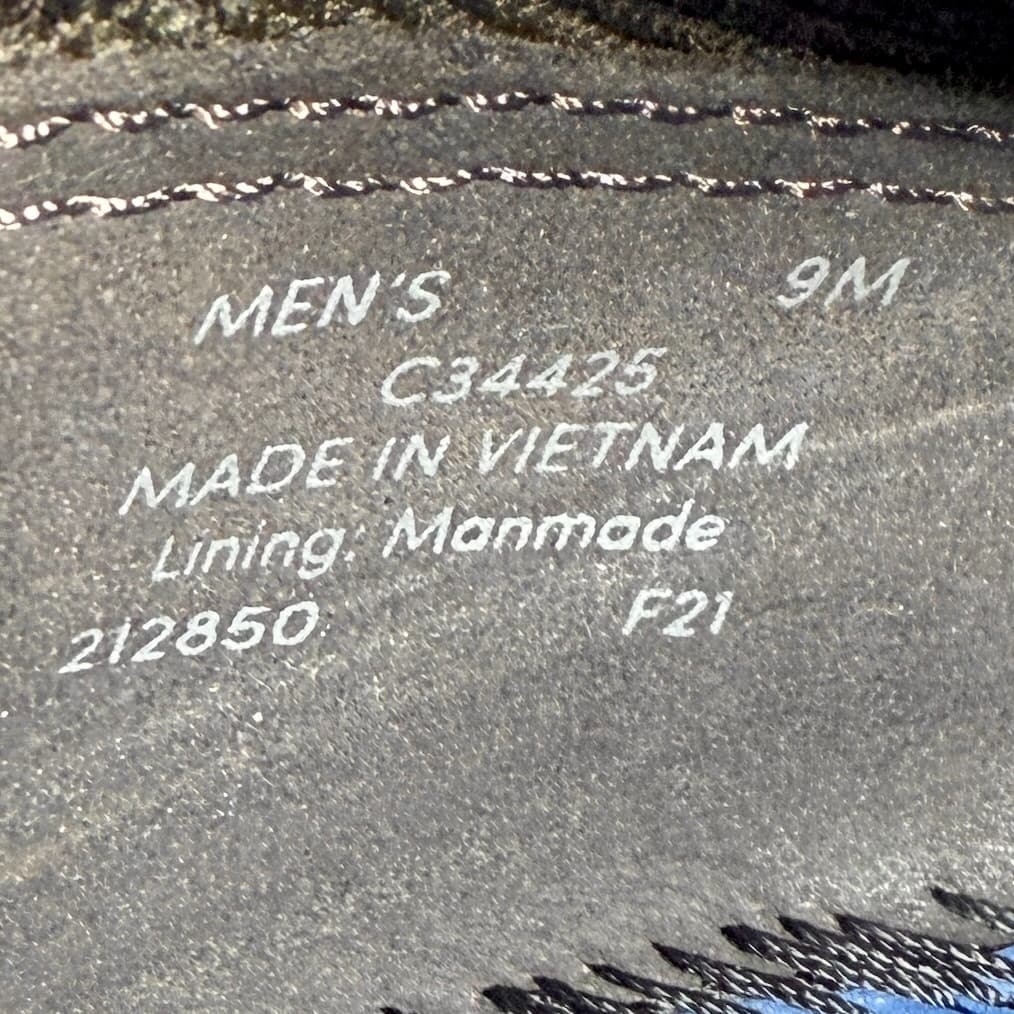 MEN'S 9M
C34425
MADE IN VIETNAM
Lining: Manmade
212850 F21